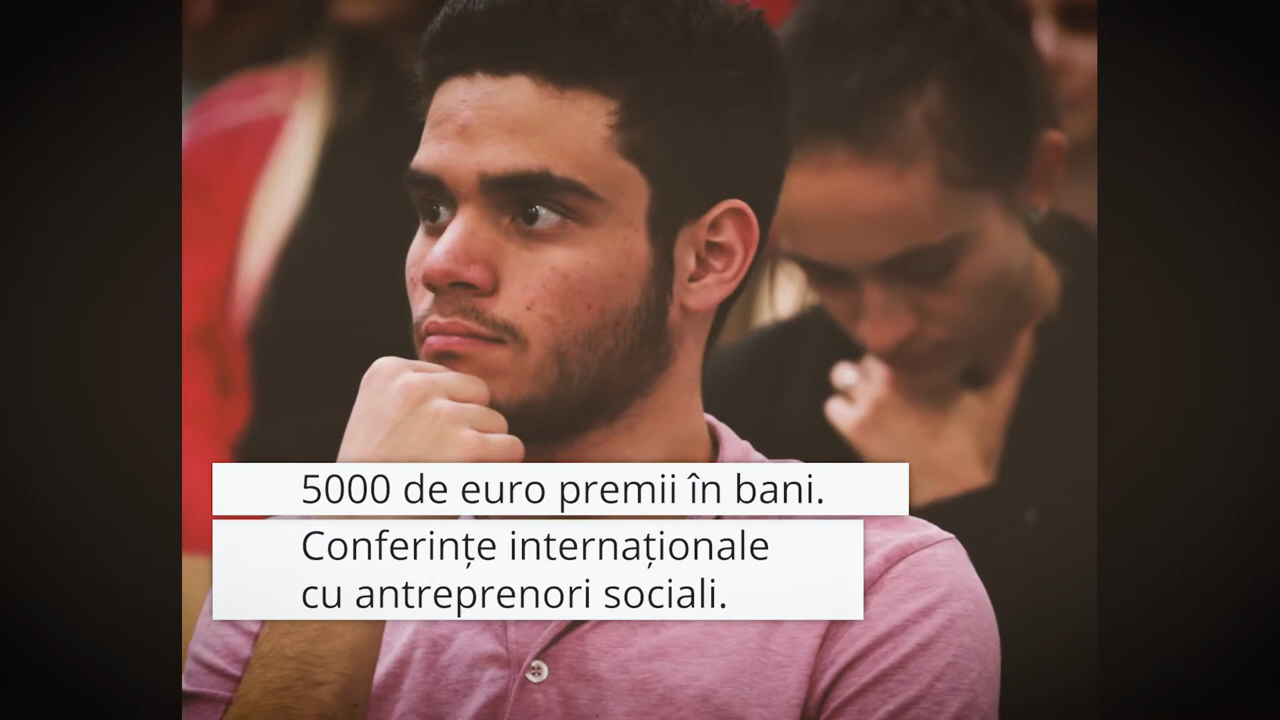 5000 de euro premii în bani.
Conferințe internaționale
cu antreprenori sociali.